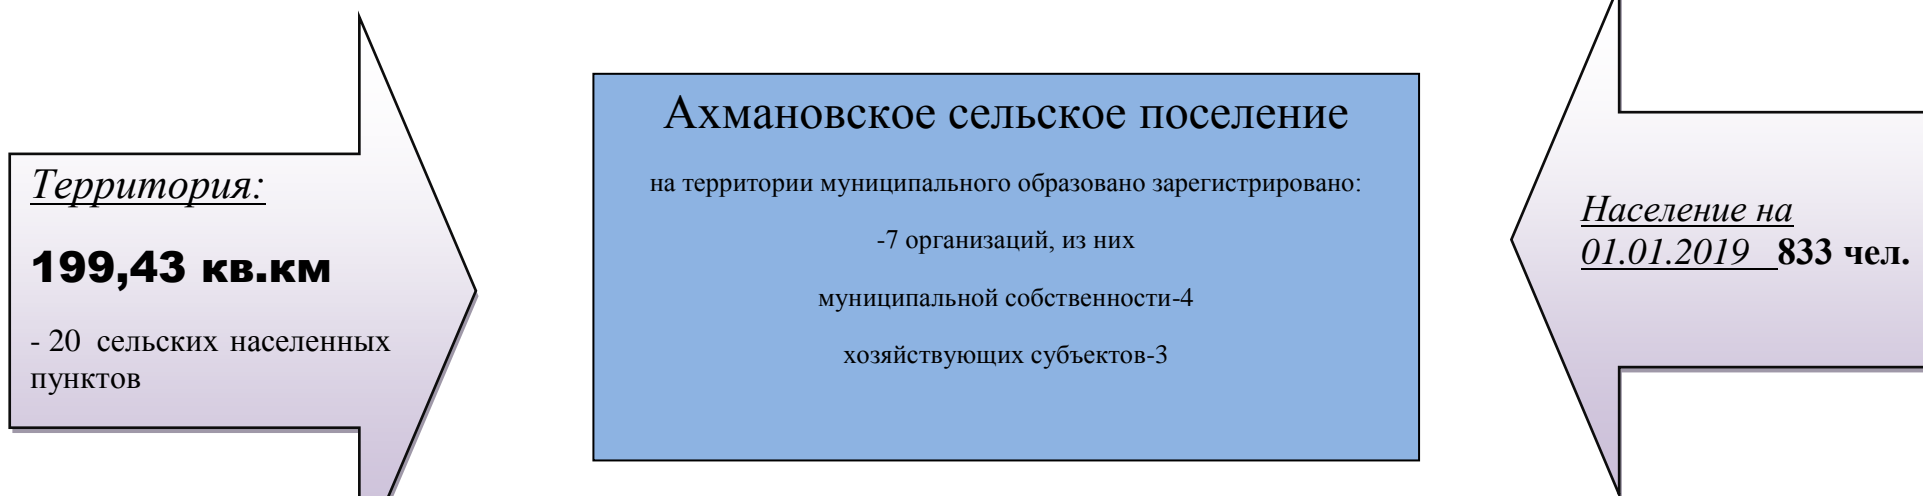 Территория:
199,43 кв.км
- 20 сельских населенных
пунктов
Ахмановское сельское поселение
на территории муниципального образовано зарегистрировано:
-7 организаций, из них
муниципальной собственности-4
хозяйствующих субъектов-3
Население на
01.01.2019 833 чел.